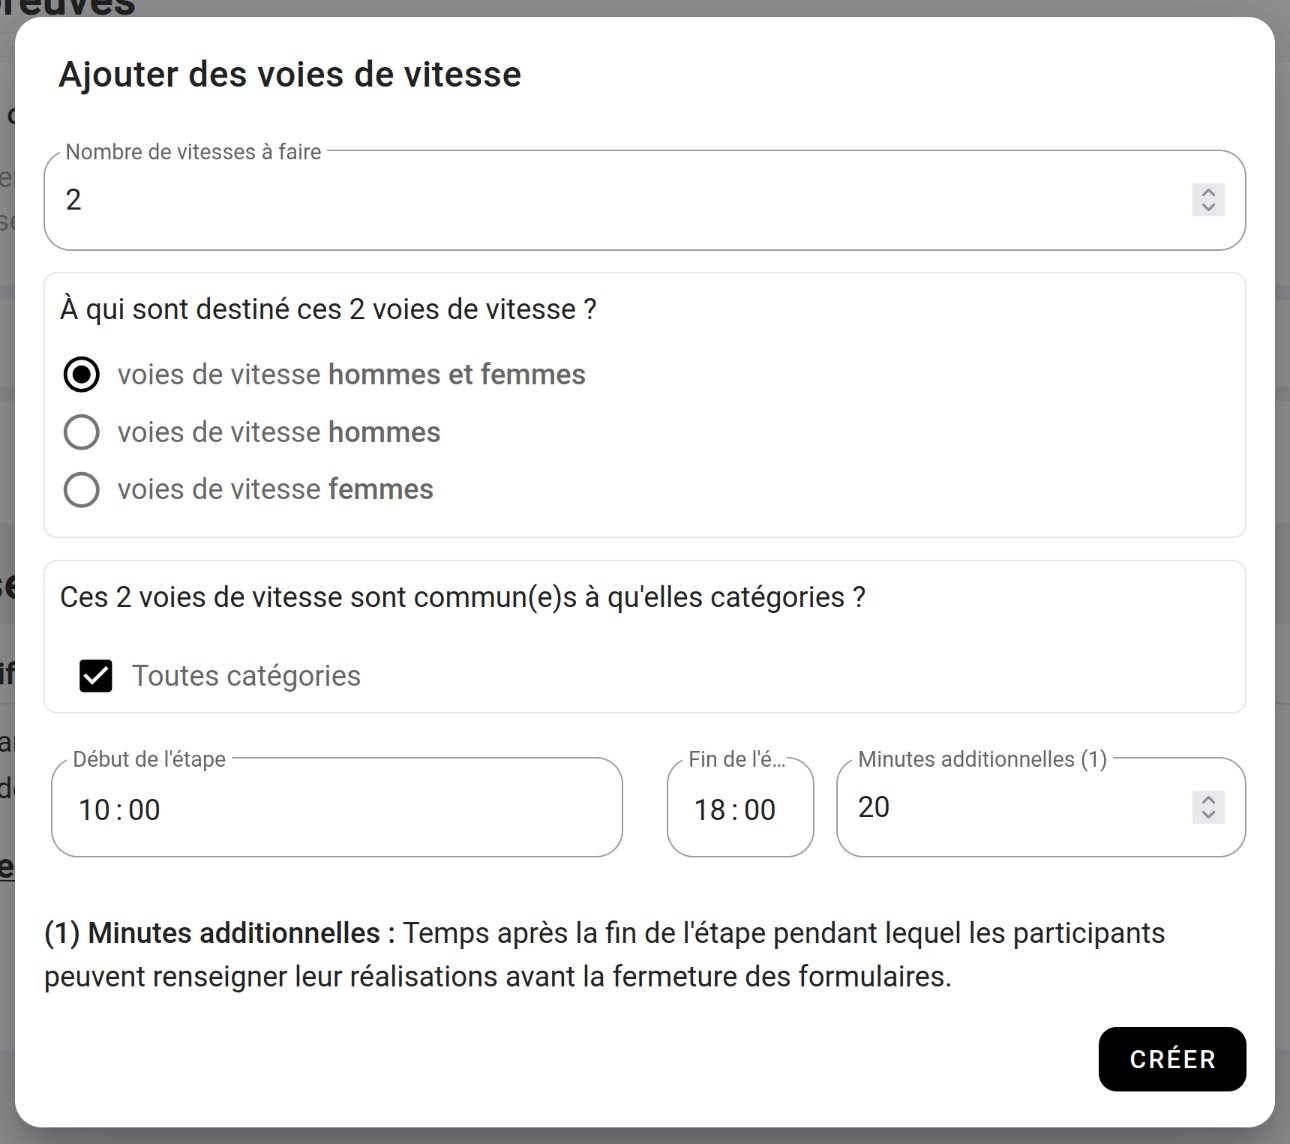 Ajouter des voies de vitesse
Nombre de vitesses à faire
2
À qui sont destiné ces 2 voies de vitesse ?
voies de vitesse hommes et femmes
voies de vitesse hommes
voies de vitesse femmes
Ces 2 voies de vitesse sont commun(e)s à qu'elles catégories ?
Toutes catégories
Début de l'étape
10:00
Fin de l'é...
18:00
Minutes additionnelles (1)
20
(1) Minutes additionnelles : Temps après la fin de l'étape pendant lequel les participants
peuvent renseigner leur réalisations avant la fermeture des formulaires.
CRÉER